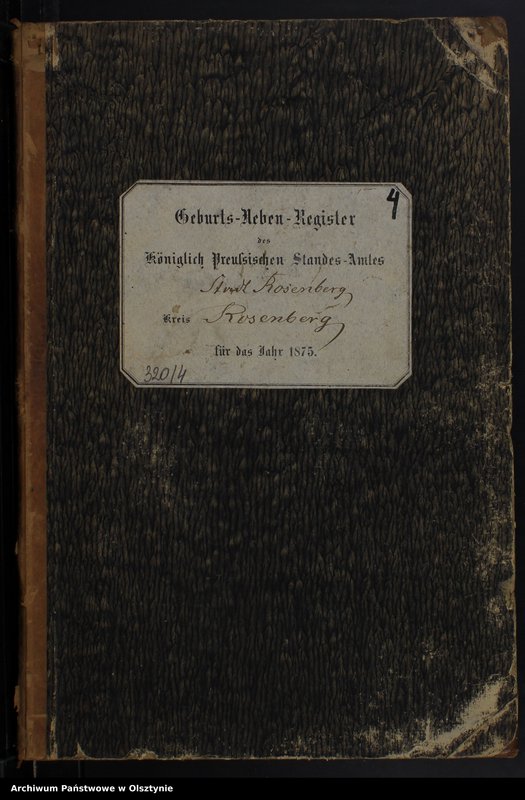 4
Geburts-Neben-Register
des
Königlich Preußischen Standes-Amtes
Stadt Rosenberg
Kreis Rosenberg
für das Jahr 1875.
320/4
Archiwum Państwowe w Olsztynie